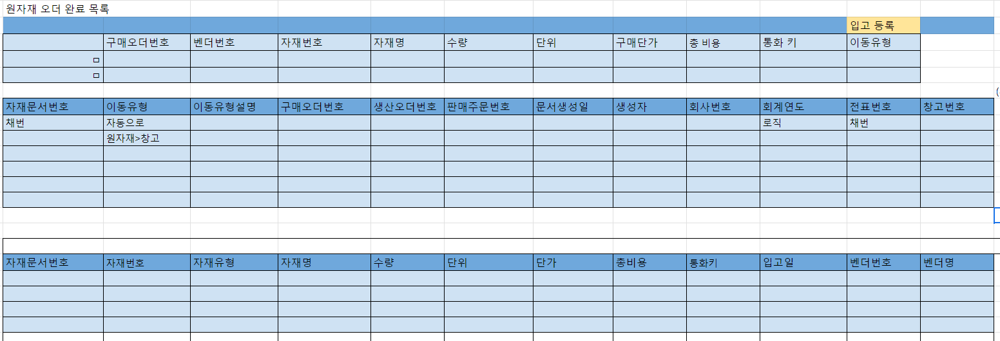 원자재 오더 완료 목록
입고 등록
구매오더번호 벤더번호 자재번호 자재명 수량 단위 구매단가 총 비용 통화 키 이동유형
ㅁ
ㅁ
자재문서번호 이동유형 이동유형설명 구매오더번호 생산오더번호 판매주문번호 문서생성일 생성자 회사번호 회계연도 전표번호 창고번호
채번 자동으로 로직 채번
원자재>창고
자재문서번호 자재번호 자재유형 자재명 수량 단위 단가 총비용 통화키 입고일 벤더번호 벤더명